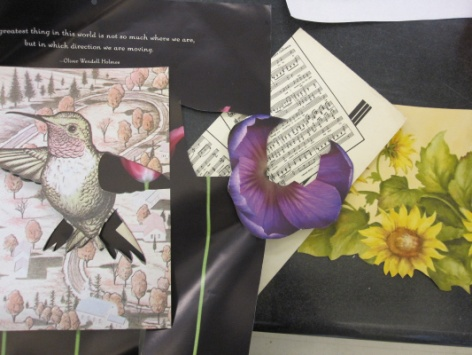 greatest thing in this world is not so much where we are,
but in which direction we are moving.
-Oliver Wendell Holmes